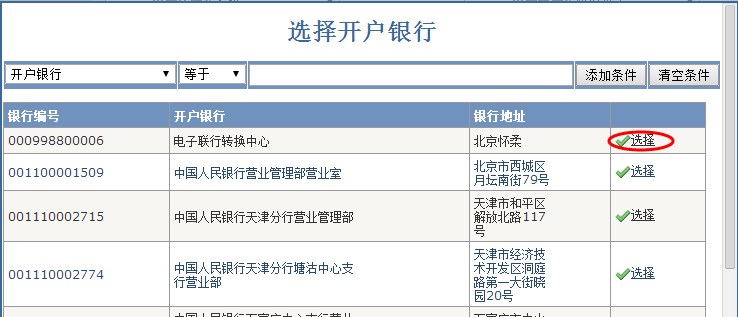 选择开户银行
开户银行 等于 添加条件 清空条件
银行编号 开户银行 银行地址
000998800006 电子联行转换中心 北京怀柔 选择
001100001509 中国人民银行营业管理部营业室 北京市西城区
月坛南街79号 选择
001110002715 中国人民银行天津分行营业管理部 天津市和平区
解放北路117
号 选择
001110002774 中国人民银行天津分行塘沽中心支
行营业部 天津市经济技
术开发区洞庭
路第一大街晓
园20号 选择